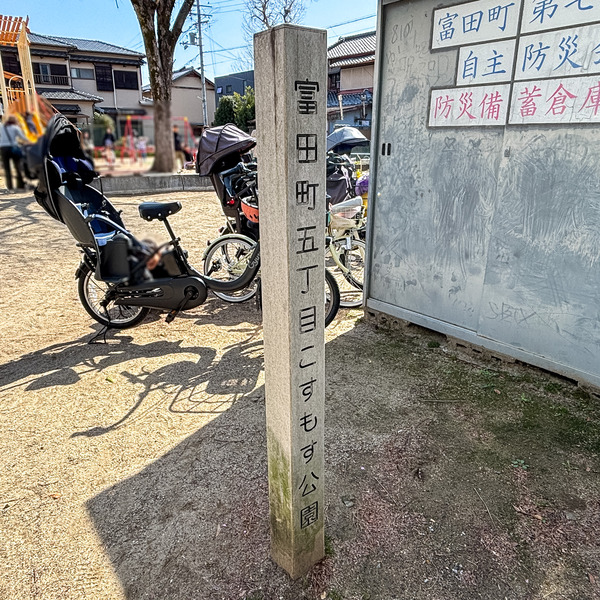 富田町五丁目こすもす公園
富田町 第七
自主 防災会
防災備蓄倉庫